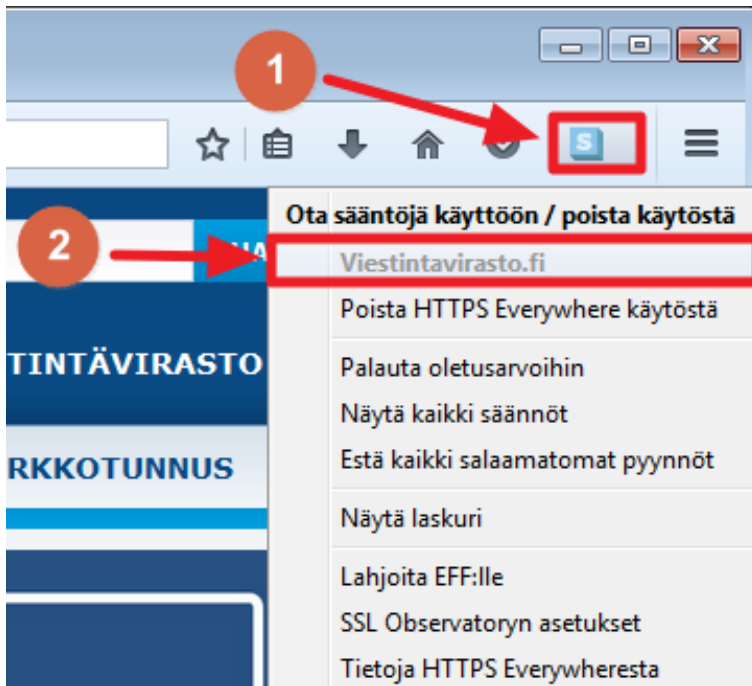 1
S
Ota sääntöjä käyttöön / poista käytöstä
2
Viestintavirasto.fi
Poista HTTPS Everywhere käytöstä
TINTÄVIRASTO
Palauta oletusarvoihin
Näytä kaikki säännöt
RKKOTUNNUS
Estä kaikki salaamatomat pyynnöt
Näytä laskuri
Lahjoita EFF:lle
SSL Observatoryn asetukset
Tietoja HTTPS Everywheresta